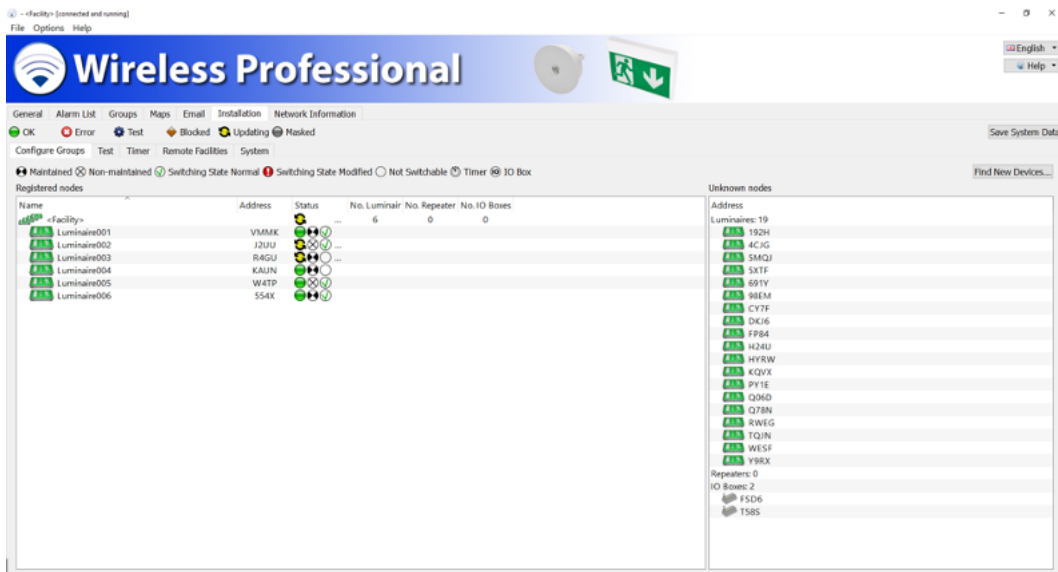 - <Facility> [connected and running]
File Options Help
Wireless Professional
English
Help
General Alarm List Groups Maps Email Installation Network Information
OK Error Test Blocked Updating Masked
Save System Data
Configure Groups Test Timer Remote Facilities System
Maintained Non-maintained Switching State Normal Switching State Modified Not Switchable Timer IO Box
Find New Devices...
Registered nodes
Name Address Status No. Luminair No. Repeater No. IO Boxes
<Facility> ... 6 0 0
Luminaire001 VMMK
Luminaire002 J2UU ...
Luminaire003 R4GU ...
Luminaire004 KAUN
Luminaire005 W4TP
Luminaire006 554X
Unknown nodes
Address
Luminaires: 19
192H
4CJG
5MQJ
5XTF
691Y
98EM
CY7F
DKJ6
FP84
H24U
HYRW
KQVX
PY1E
Q06D
Q78N
RWEG
TQJN
WESF
Y9RX
Repeaters: 0
IO Boxes: 2
FSD6
TS8S